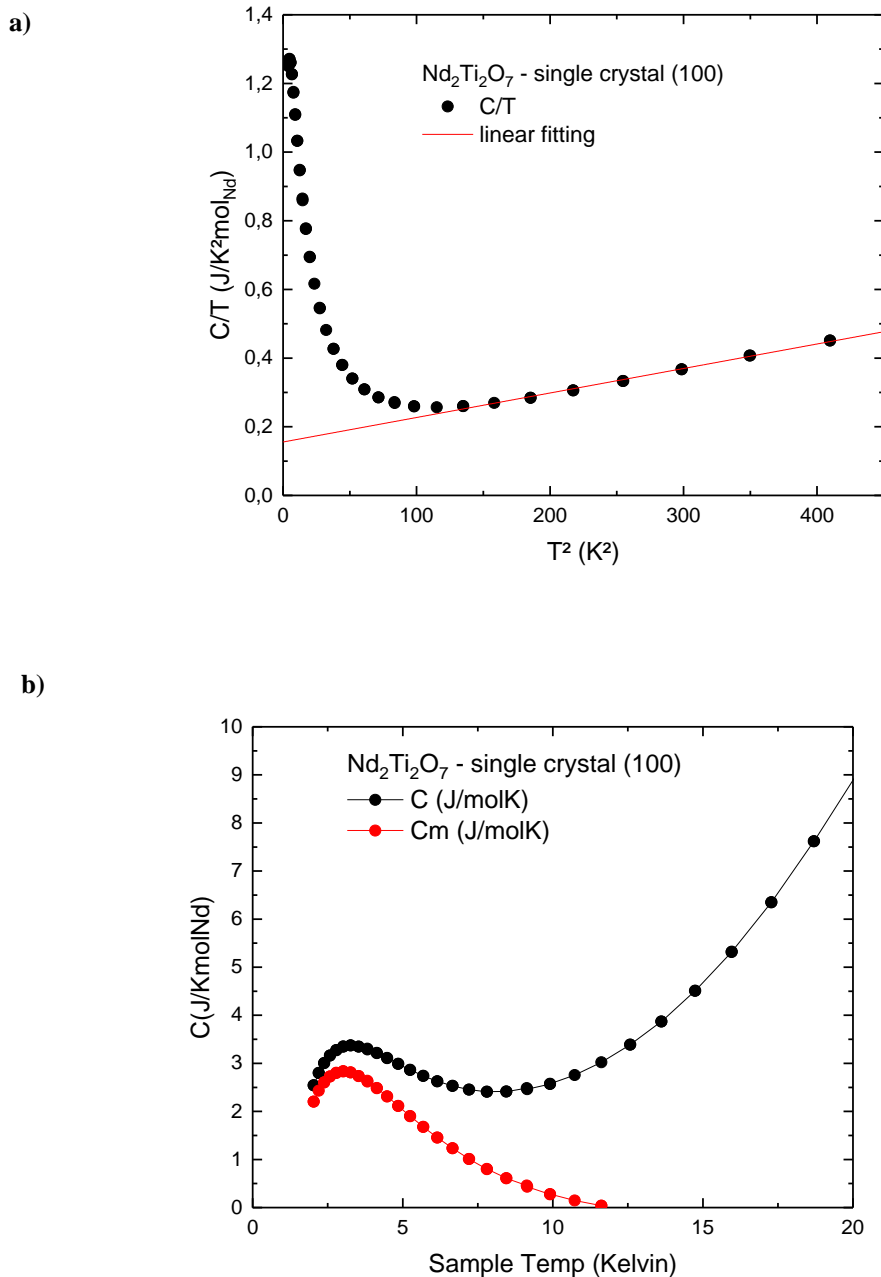 a)
1,4
1,2
1,0
0,8
0,6
0,4
0,2
0,0
C/T (J/K²mol_Nd)
Nd₂Ti₂O₇ - single crystal (100)
C/T
linear fitting
0 100 200 300 400
T² (K²)
b)
10
9
8
7
6
5
4
3
2
1
0
C(J/KmolNd)
Nd₂Ti₂O₇ - single crystal (100)
C (J/molK)
Cm (J/molK)
0 5 10 15 20
Sample Temp (Kelvin)